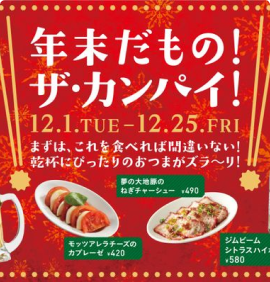 年末だもの！
ザ・カンパイ！
12.1.TUE−12.25.FRI
まずは、これを食べれば間違いない！
乾杯にぴったりのおつまみがズラ〜リ！
夢の大地豚の
ねぎチャーシュー ¥490
モッツアレラチーズの
カプレーゼ ¥420
ジムビーム
シトラスハイボ
¥580